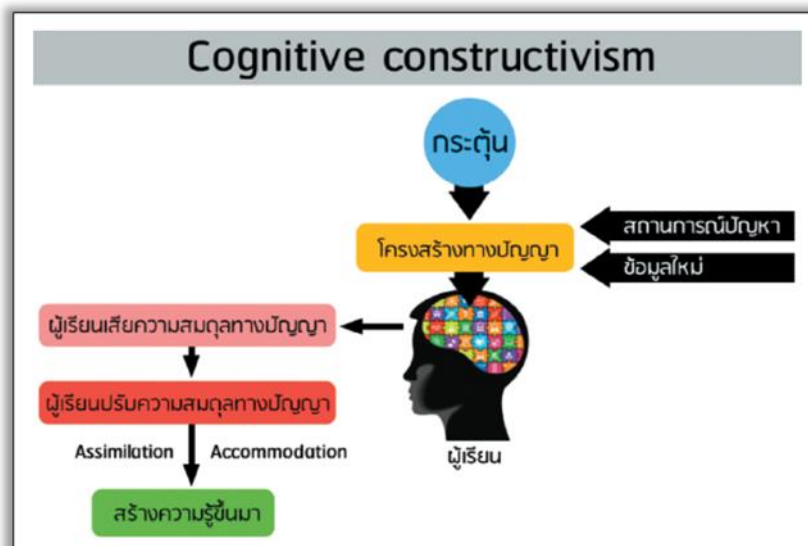 Cognitive constructivism
กระตุ้น
โครงสร้างทางปัญญา
สถานการณ์ปัญหา
ข้อมูลใหม่
ผู้เรียนเสียความสมดุลทางปัญญา
ผู้เรียนปรับความสมดุลทางปัญญา
Assimilation Accommodation
ผู้เรียน
สร้างความรู้ขึ้นมา